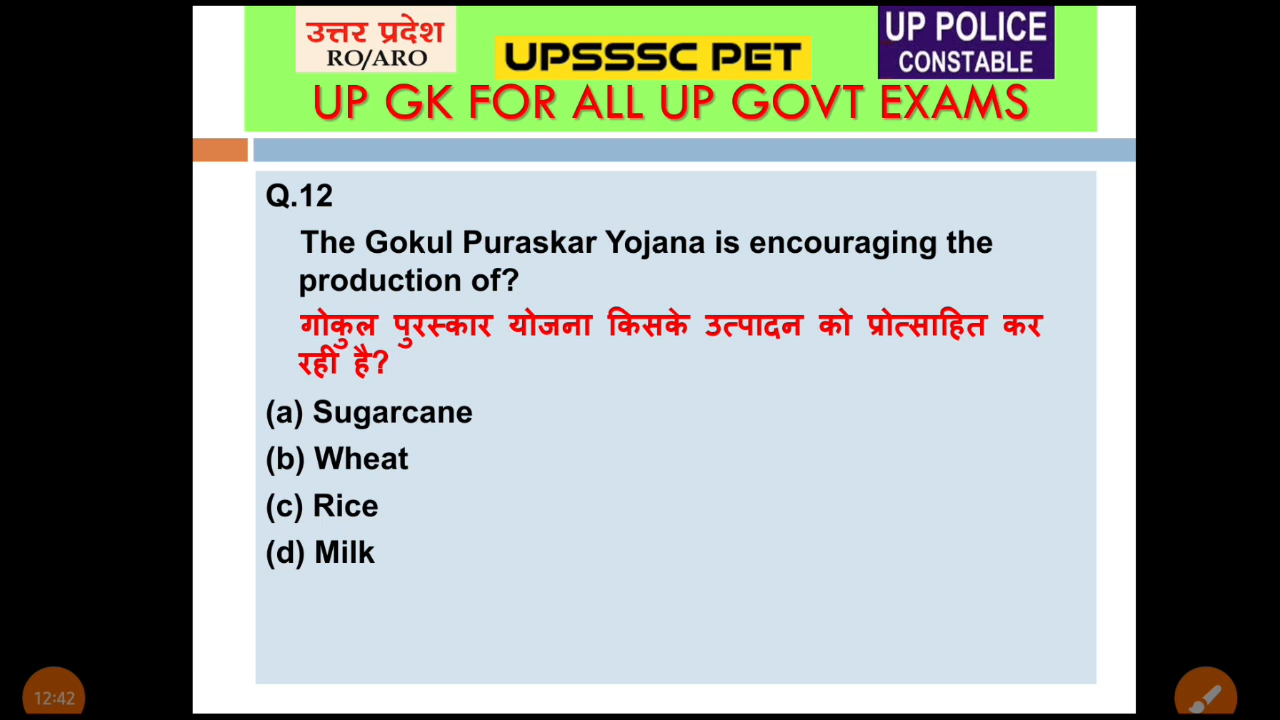 उत्तर प्रदेश
RO/ARO
UPSSSC PET
UP POLICE
CONSTABLE
UP GK FOR ALL UP GOVT EXAMS
Q.12
The Gokul Puraskar Yojana is encouraging the
production of?
गोकुल पुरस्कार योजना किसके उत्पादन को प्रोत्साहित कर
रही है?
(a) Sugarcane
(b) Wheat
(c) Rice
(d) Milk
12:42